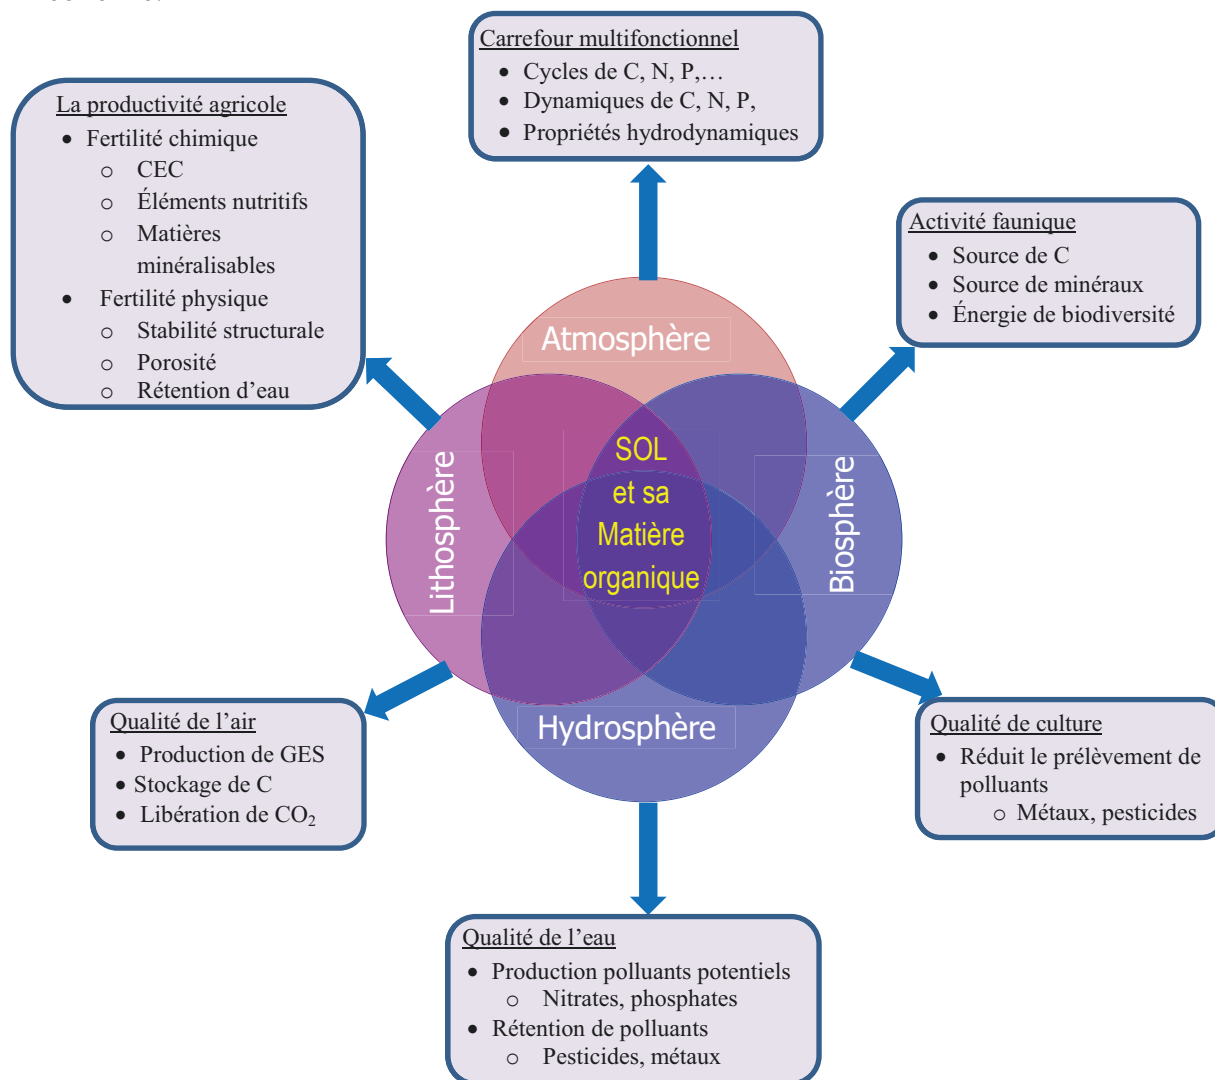 Carrefour multifonctionnel
• Cycles de C, N, P,…
• Dynamiques de C, N, P,
• Propriétés hydrodynamiques
La productivité agricole
• Fertilité chimique
o CEC
o Éléments nutritifs
o Matières
minéralisables
• Fertilité physique
o Stabilité structurale
o Porosité
o Rétention d’eau
Activité faunique
• Source de C
• Source de minéraux
• Énergie de biodiversité
Atmosphère
Lithosphère
SOL
et sa
Matière
organique
Biosphère
Hydrosphère
Qualité de l’air
• Production de GES
• Stockage de C
• Libération de CO₂
Qualité de culture
• Réduit le prélèvement de
polluants
o Métaux, pesticides
Qualité de l’eau
• Production polluants potentiels
o Nitrates, phosphates
• Rétention de polluants
o Pesticides, métaux